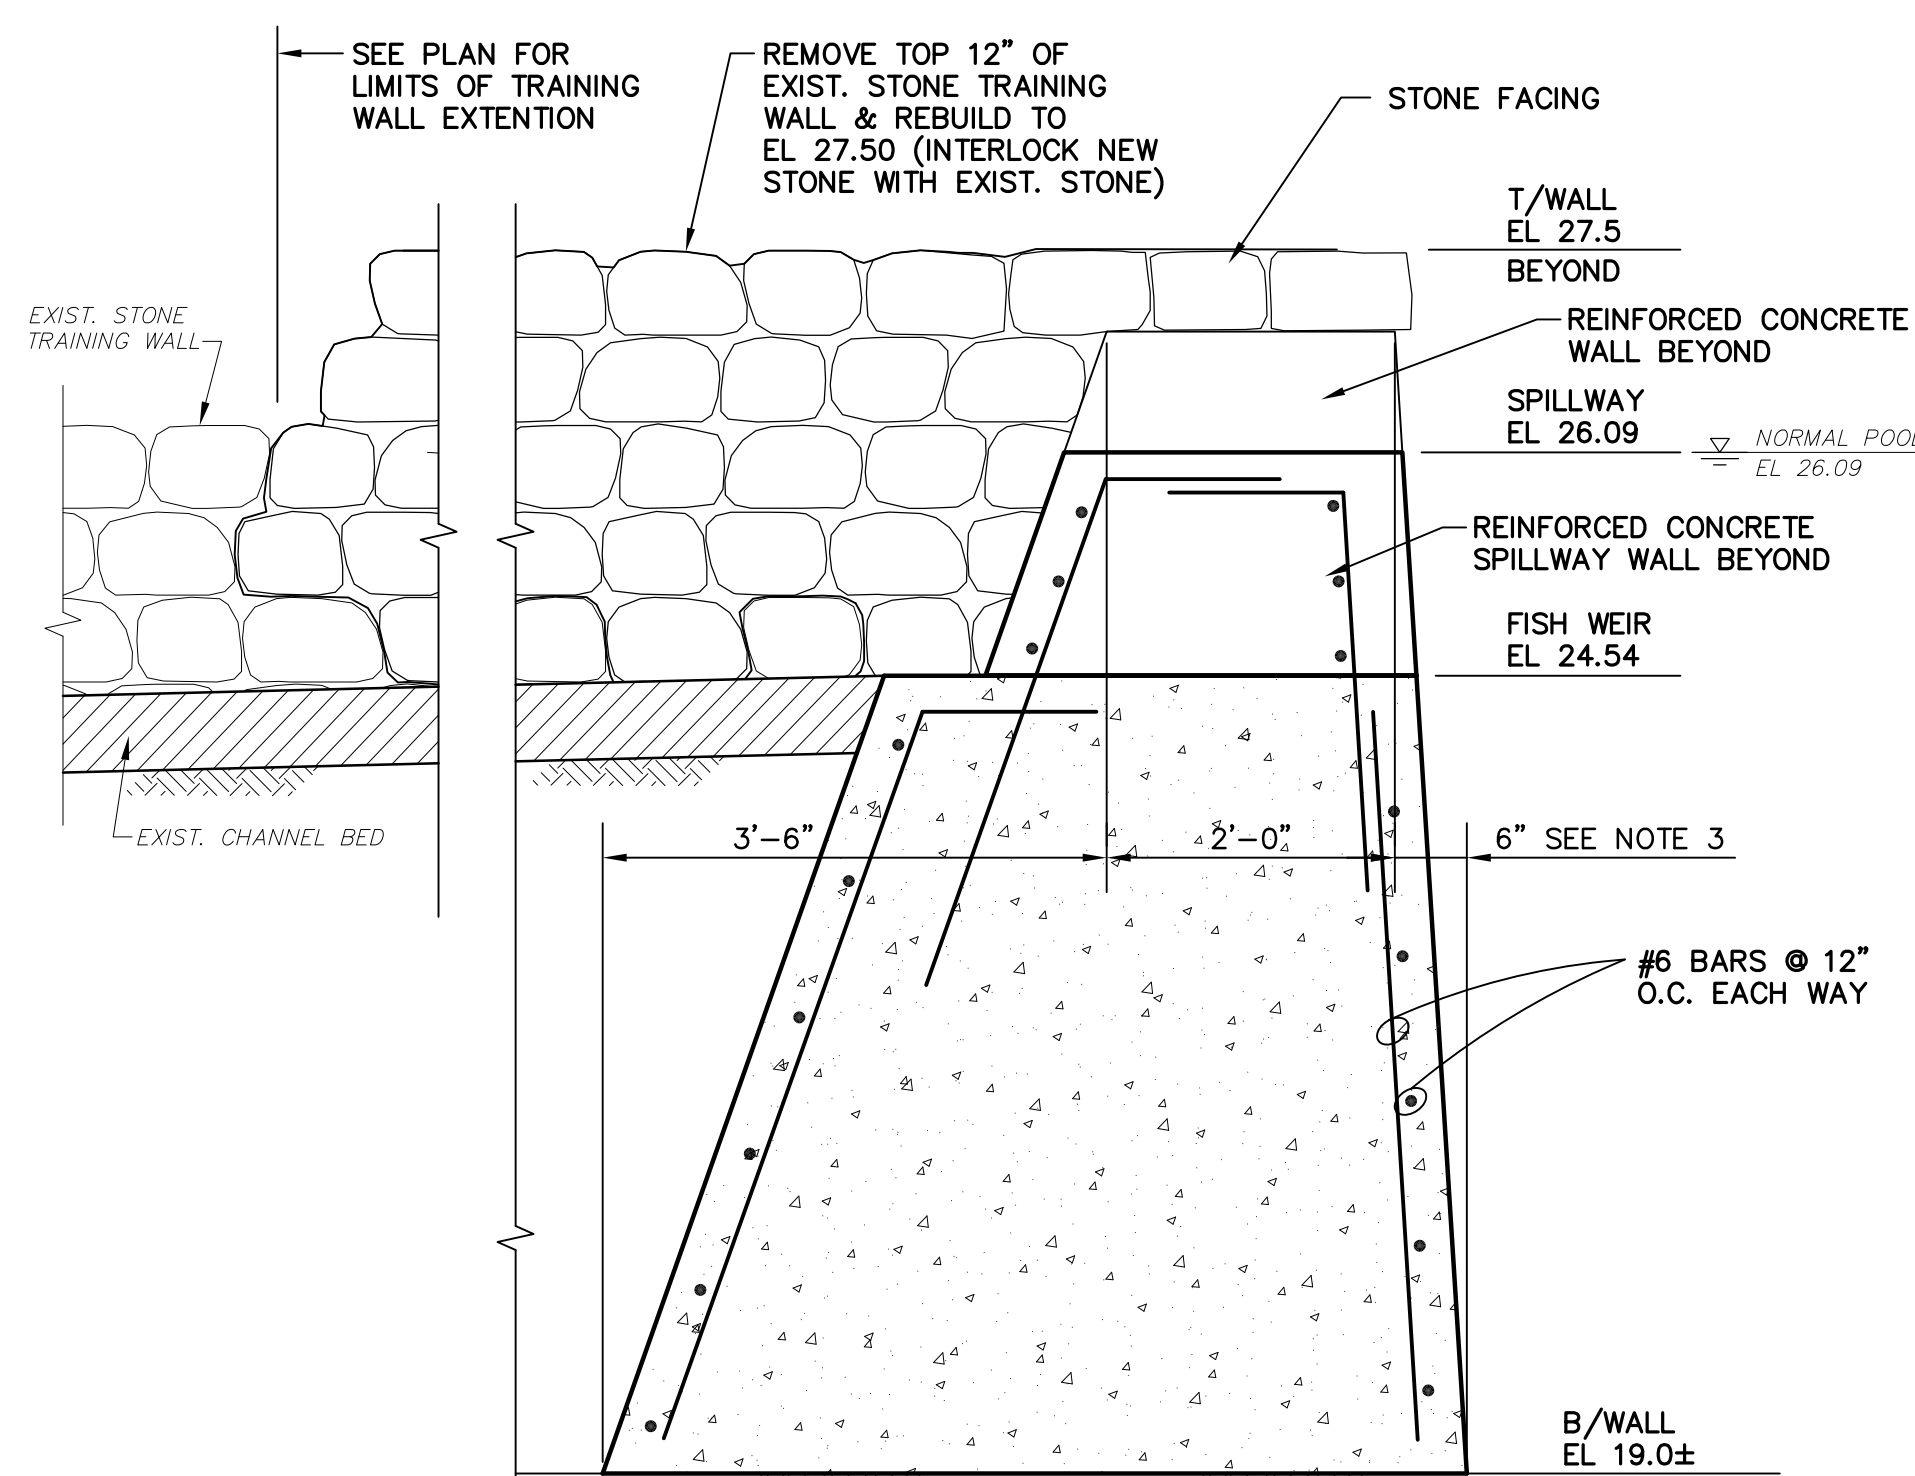 SEE PLAN FOR
LIMITS OF TRAINING
WALL EXTENTION
REMOVE TOP 12" OF
EXIST. STONE TRAINING
WALL & REBUILD TO
EL 27.50 (INTERLOCK NEW
STONE WITH EXIST. STONE)
STONE FACING
T/WALL
EL 27.5
BEYOND
EXIST. STONE
TRAINING WALL
REINFORCED CONCRETE
WALL BEYOND
SPILLWAY
EL 26.09
NORMAL POOL
EL 26.09
REINFORCED CONCRETE
SPILLWAY WALL BEYOND
FISH WEIR
EL 24.54
EXIST. CHANNEL BED
3'-6"
2'-0"
6" SEE NOTE 3
#6 BARS @ 12"
O.C. EACH WAY
B/WALL
EL 19.0±